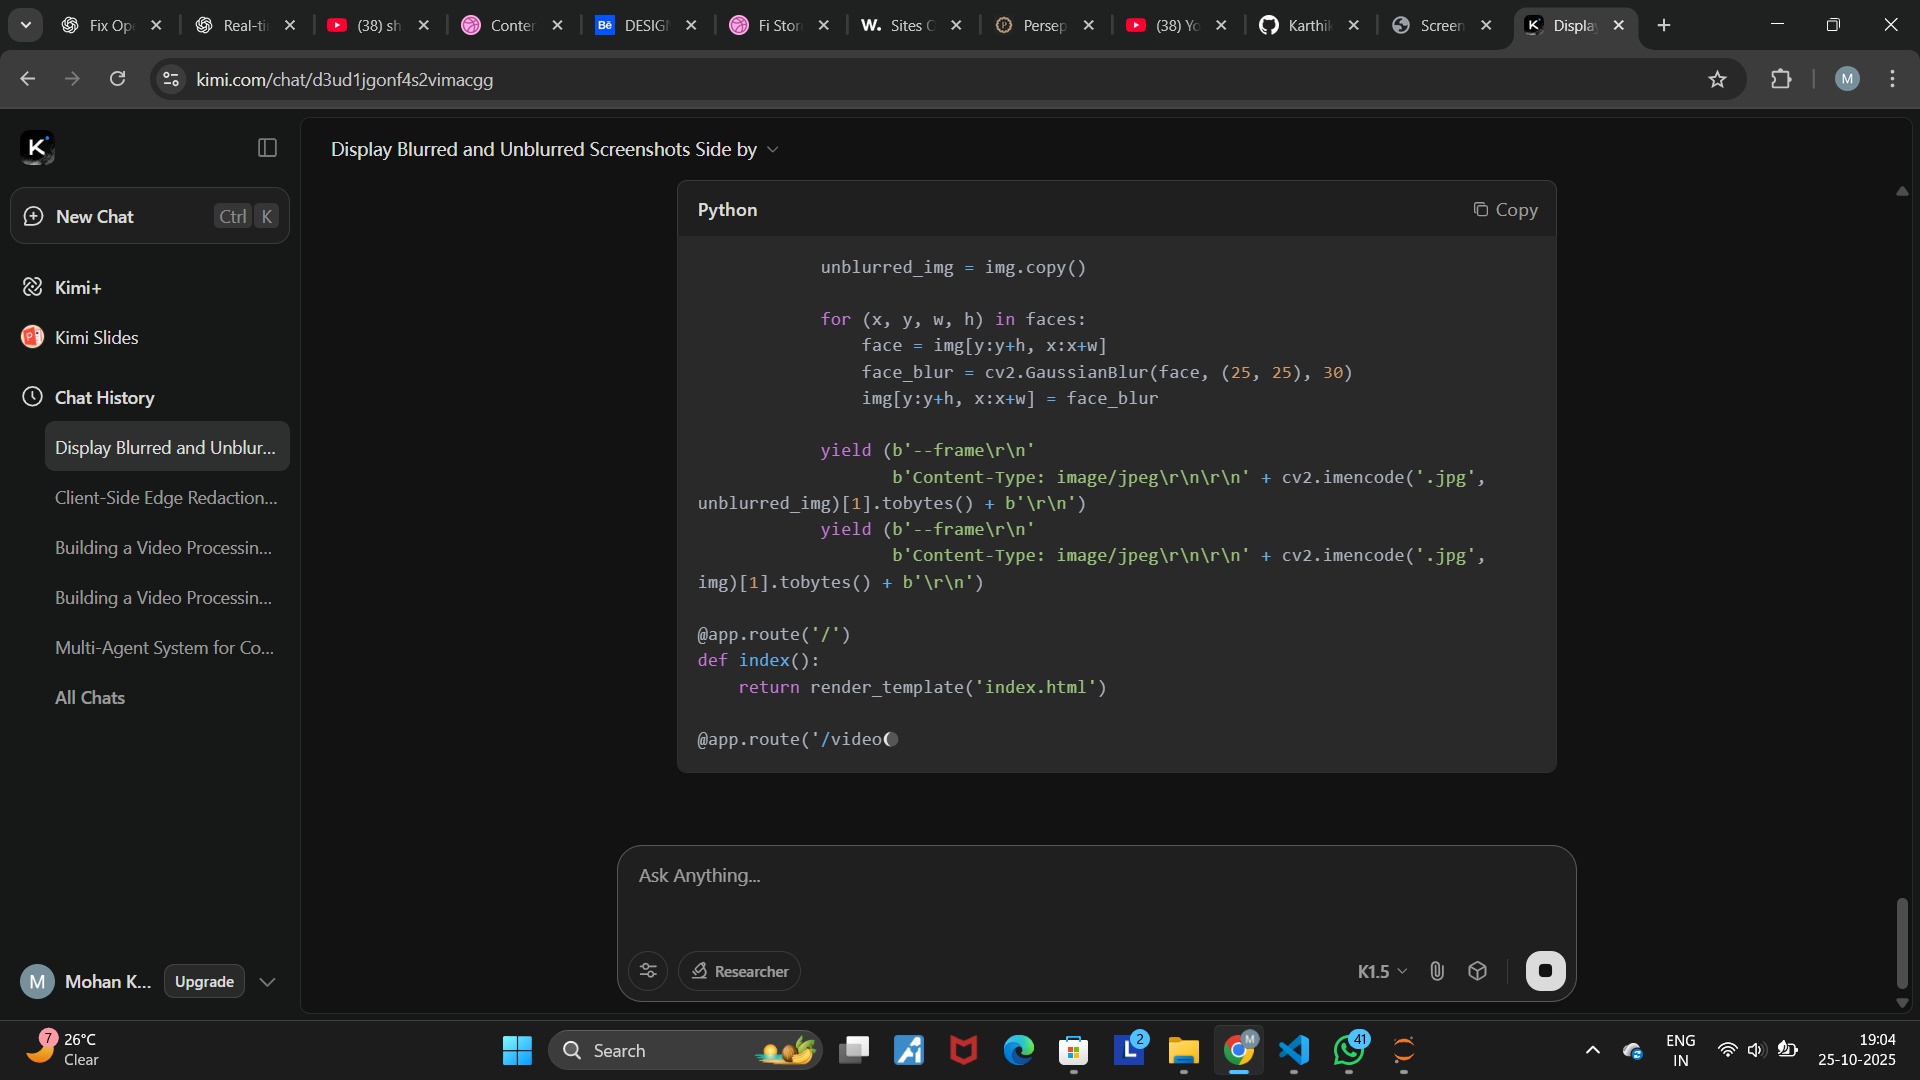 Fix Op
Real-ti
(38) sh
Conter
Bē
DESIG
Fi Stor
W.
Sites
Persep
(38) Yo
Karthik
Screen
Displa
kimi.com/chat/d3ud1jgonf4s2vimacgg
M
K
Display Blurred and Unblurred Screenshots Side by
New Chat
Ctrl K
Kimi+
Kimi Slides
Chat History
Display Blurred and Unblur...
Client-Side Edge Redaction...
Building a Video Processin...
Building a Video Processin...
Multi-Agent System for Co...
All Chats
M
Mohan K...
Upgrade
Python
Copy
unblurred_img = img.copy()
for (x, y, w, h) in faces:
face = img[y:y+h, x:x+w]
face_blur = cv2.GaussianBlur(face, (25, 25), 30)
img[y:y+h, x:x+w] = face_blur
yield (b'--frame\r\n'
b'Content-Type: image/jpeg\r\n\r\n' + cv2.imencode('.jpg',
unblurred_img)[1].tobytes() + b'\r\n')
yield (b'--frame\r\n'
b'Content-Type: image/jpeg\r\n\r\n' + cv2.imencode('.jpg',
img)[1].tobytes() + b'\r\n')
@app.route('/')
def index():
return render_template('index.html')
@app.route('/video
Ask Anything...
Researcher
K1.5
7
26°C
Clear
Search
L
2
M
41
ENG
IN
19:04
25-10-2025